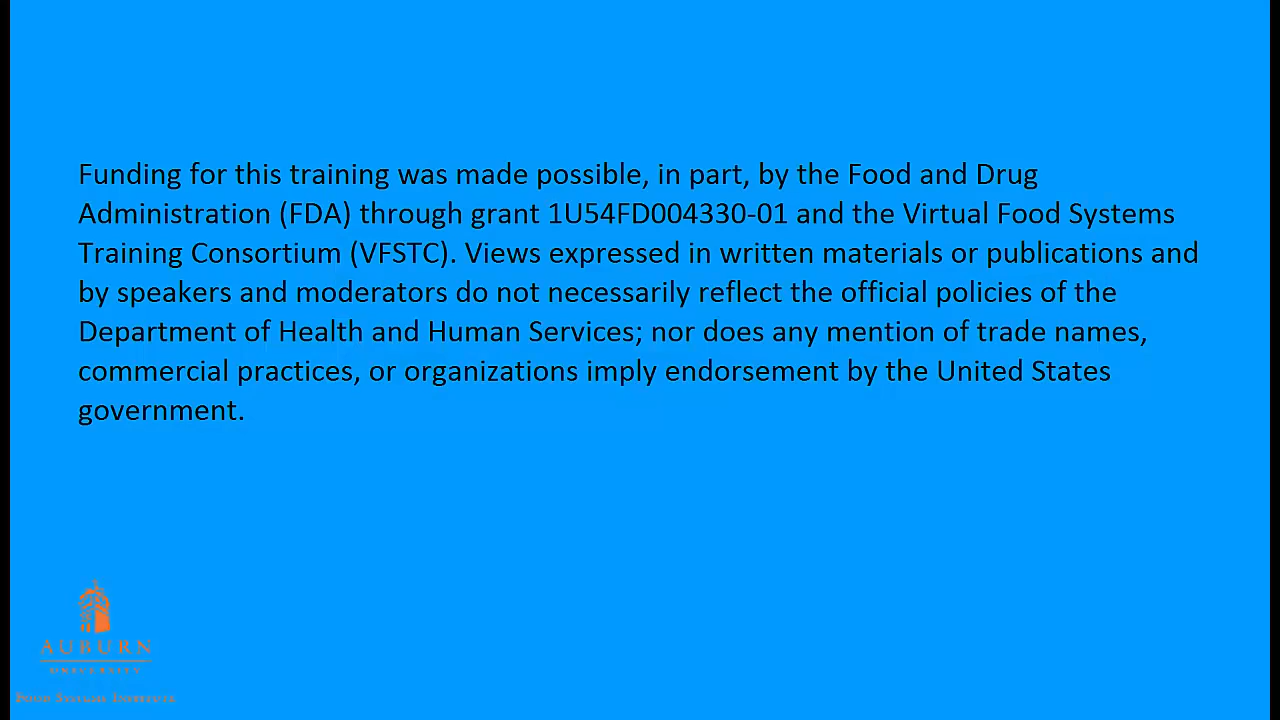 Funding for this training was made possible, in part, by the Food and Drug
Administration (FDA) through grant 1U54FD004330-01 and the Virtual Food Systems
Training Consortium (VFSTC). Views expressed in written materials or publications and
by speakers and moderators do not necessarily reflect the official policies of the
Department of Health and Human Services; nor does any mention of trade names,
commercial practices, or organizations imply endorsement by the United States
government.
AUBURN
UNIVERSITY
FOOD SYSTEMS INSTITUTE